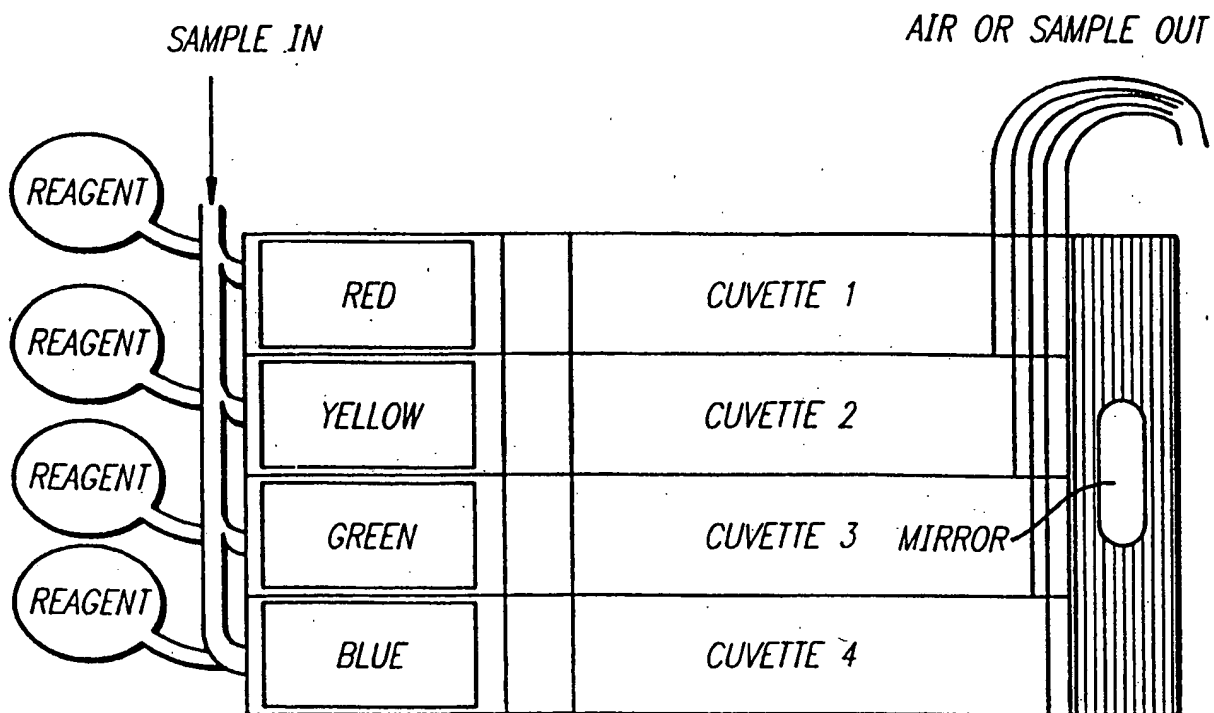 SAMPLE IN
AIR OR SAMPLE OUT
REAGENT
RED
CUVETTE 1
REAGENT
YELLOW
CUVETTE 2
REAGENT
GREEN
CUVETTE 3
MIRROR
REAGENT
BLUE
CUVETTE 4